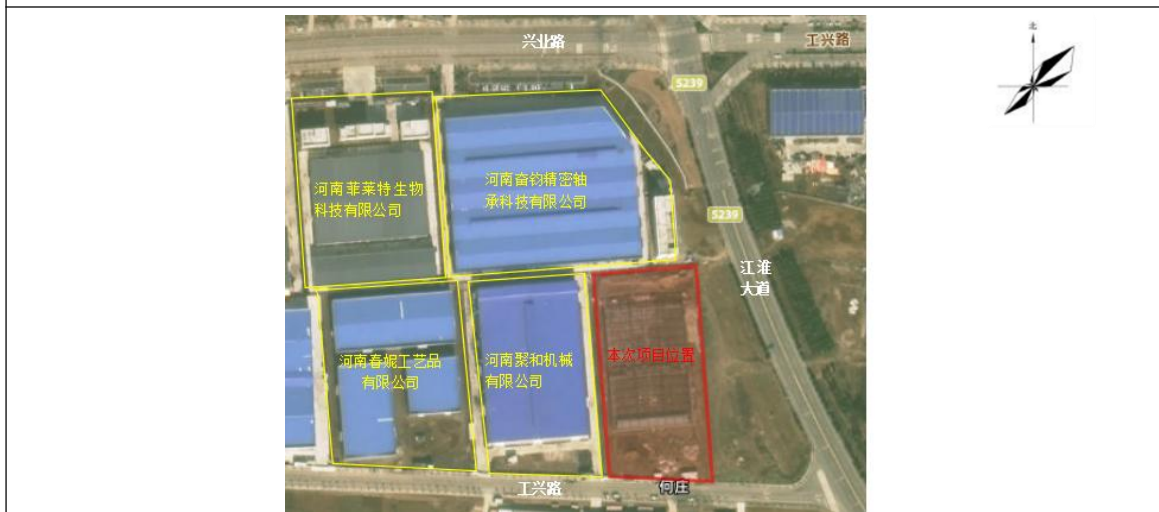 兴业路
工兴路
北
S239
河南菲莱特生物
科技有限公司
河南奋钧精密轴
承科技有限公司
S239
江淮
大道
河南春妮工艺品
有限公司
河南聚和机械
有限公司
本次项目位置
工兴路
何庄